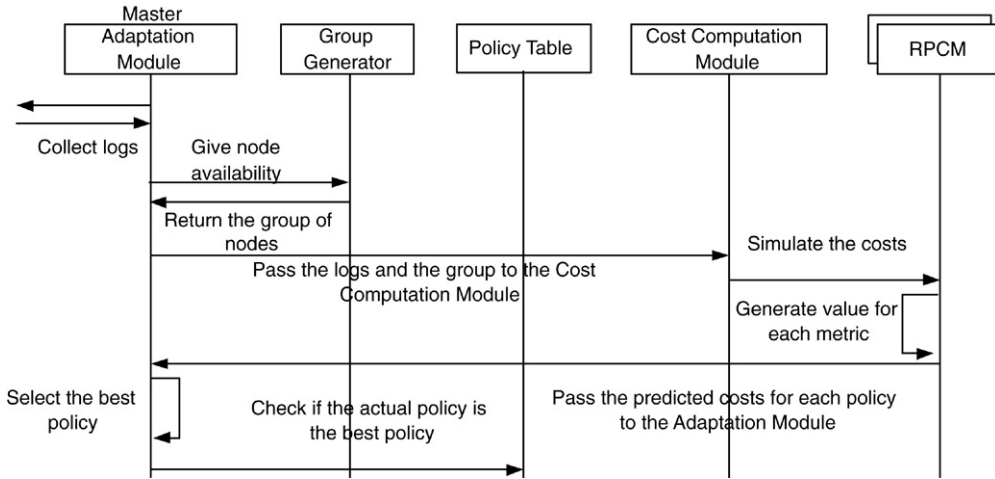 Master
Adaptation
Module
Group
Generator
Policy Table
Cost Computation
Module
RPCM
Collect logs
Give node
availability
Return the group of
nodes
Simulate the costs
Pass the logs and the group to the Cost
Computation Module
Generate value for
each metric
Select the best
policy
Check if the actual policy is
the best policy
Pass the predicted costs for each policy
to the Adaptation Module